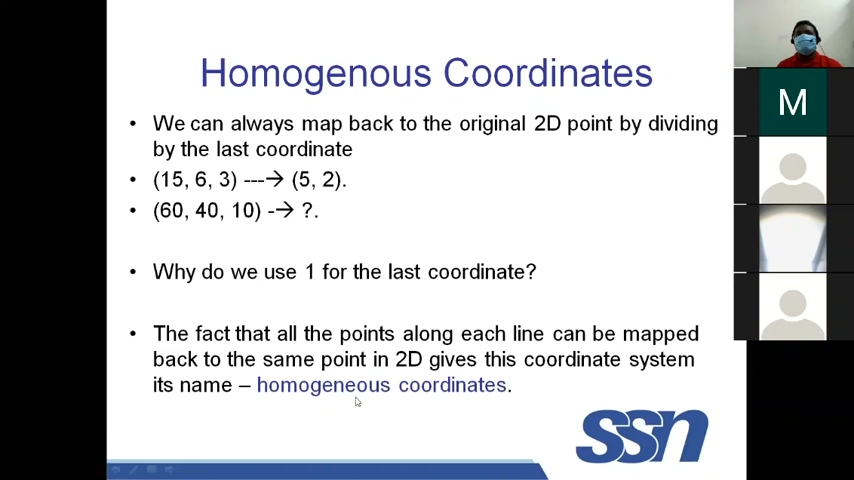 Homogenous Coordinates
• We can always map back to the original 2D point by dividing
by the last coordinate
• (15, 6, 3) ---→ (5, 2).
• (60, 40, 10) -→ ?.
• Why do we use 1 for the last coordinate?
• The fact that all the points along each line can be mapped
back to the same point in 2D gives this coordinate system
its name – homogeneous coordinates.
ssn
M